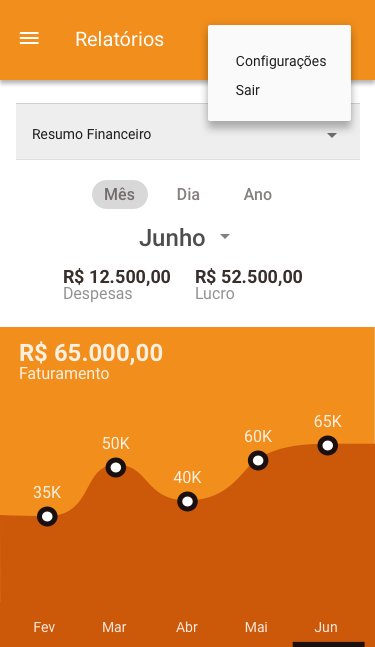 Relatórios
Configurações
Sair
Resumo Financeiro
Mês Dia Ano
Junho
R$ 12.500,00 R$ 52.500,00
Despesas Lucro
R$ 65.000,00
Faturamento
35K 50K 40K 60K 65K
Fev Mar Abr Mai Jun